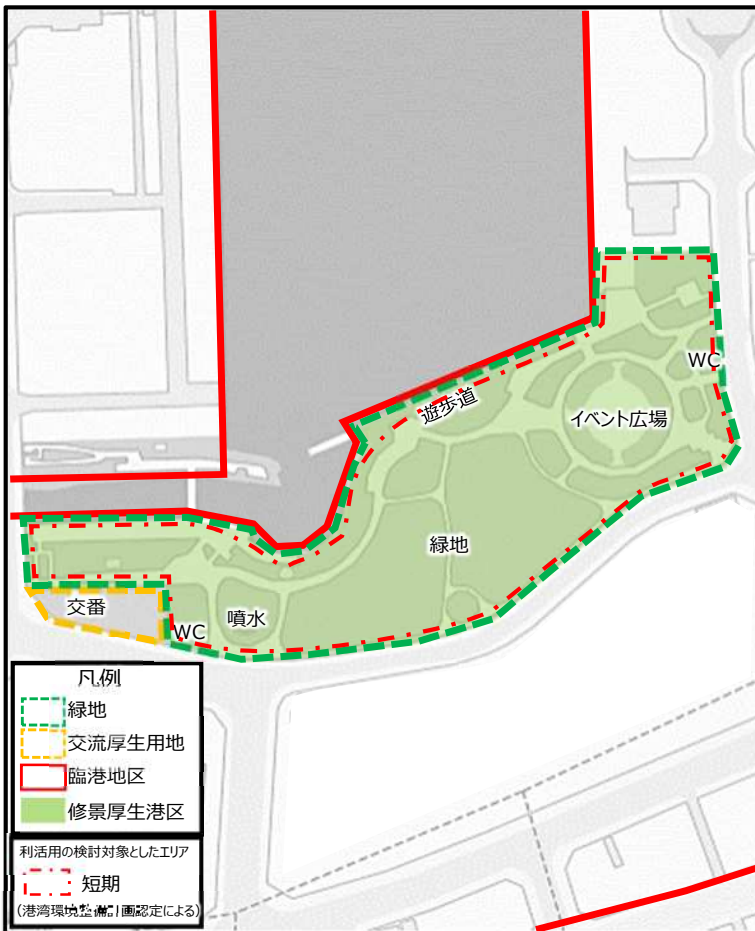 WC
遊歩道
イベント広場
緑地
交番
噴水
WC
凡例
緑地
交流厚生用地
臨港地区
修景厚生港区
利活用の検討対象としたエリア
短期
(港湾環境整備計画認定による)